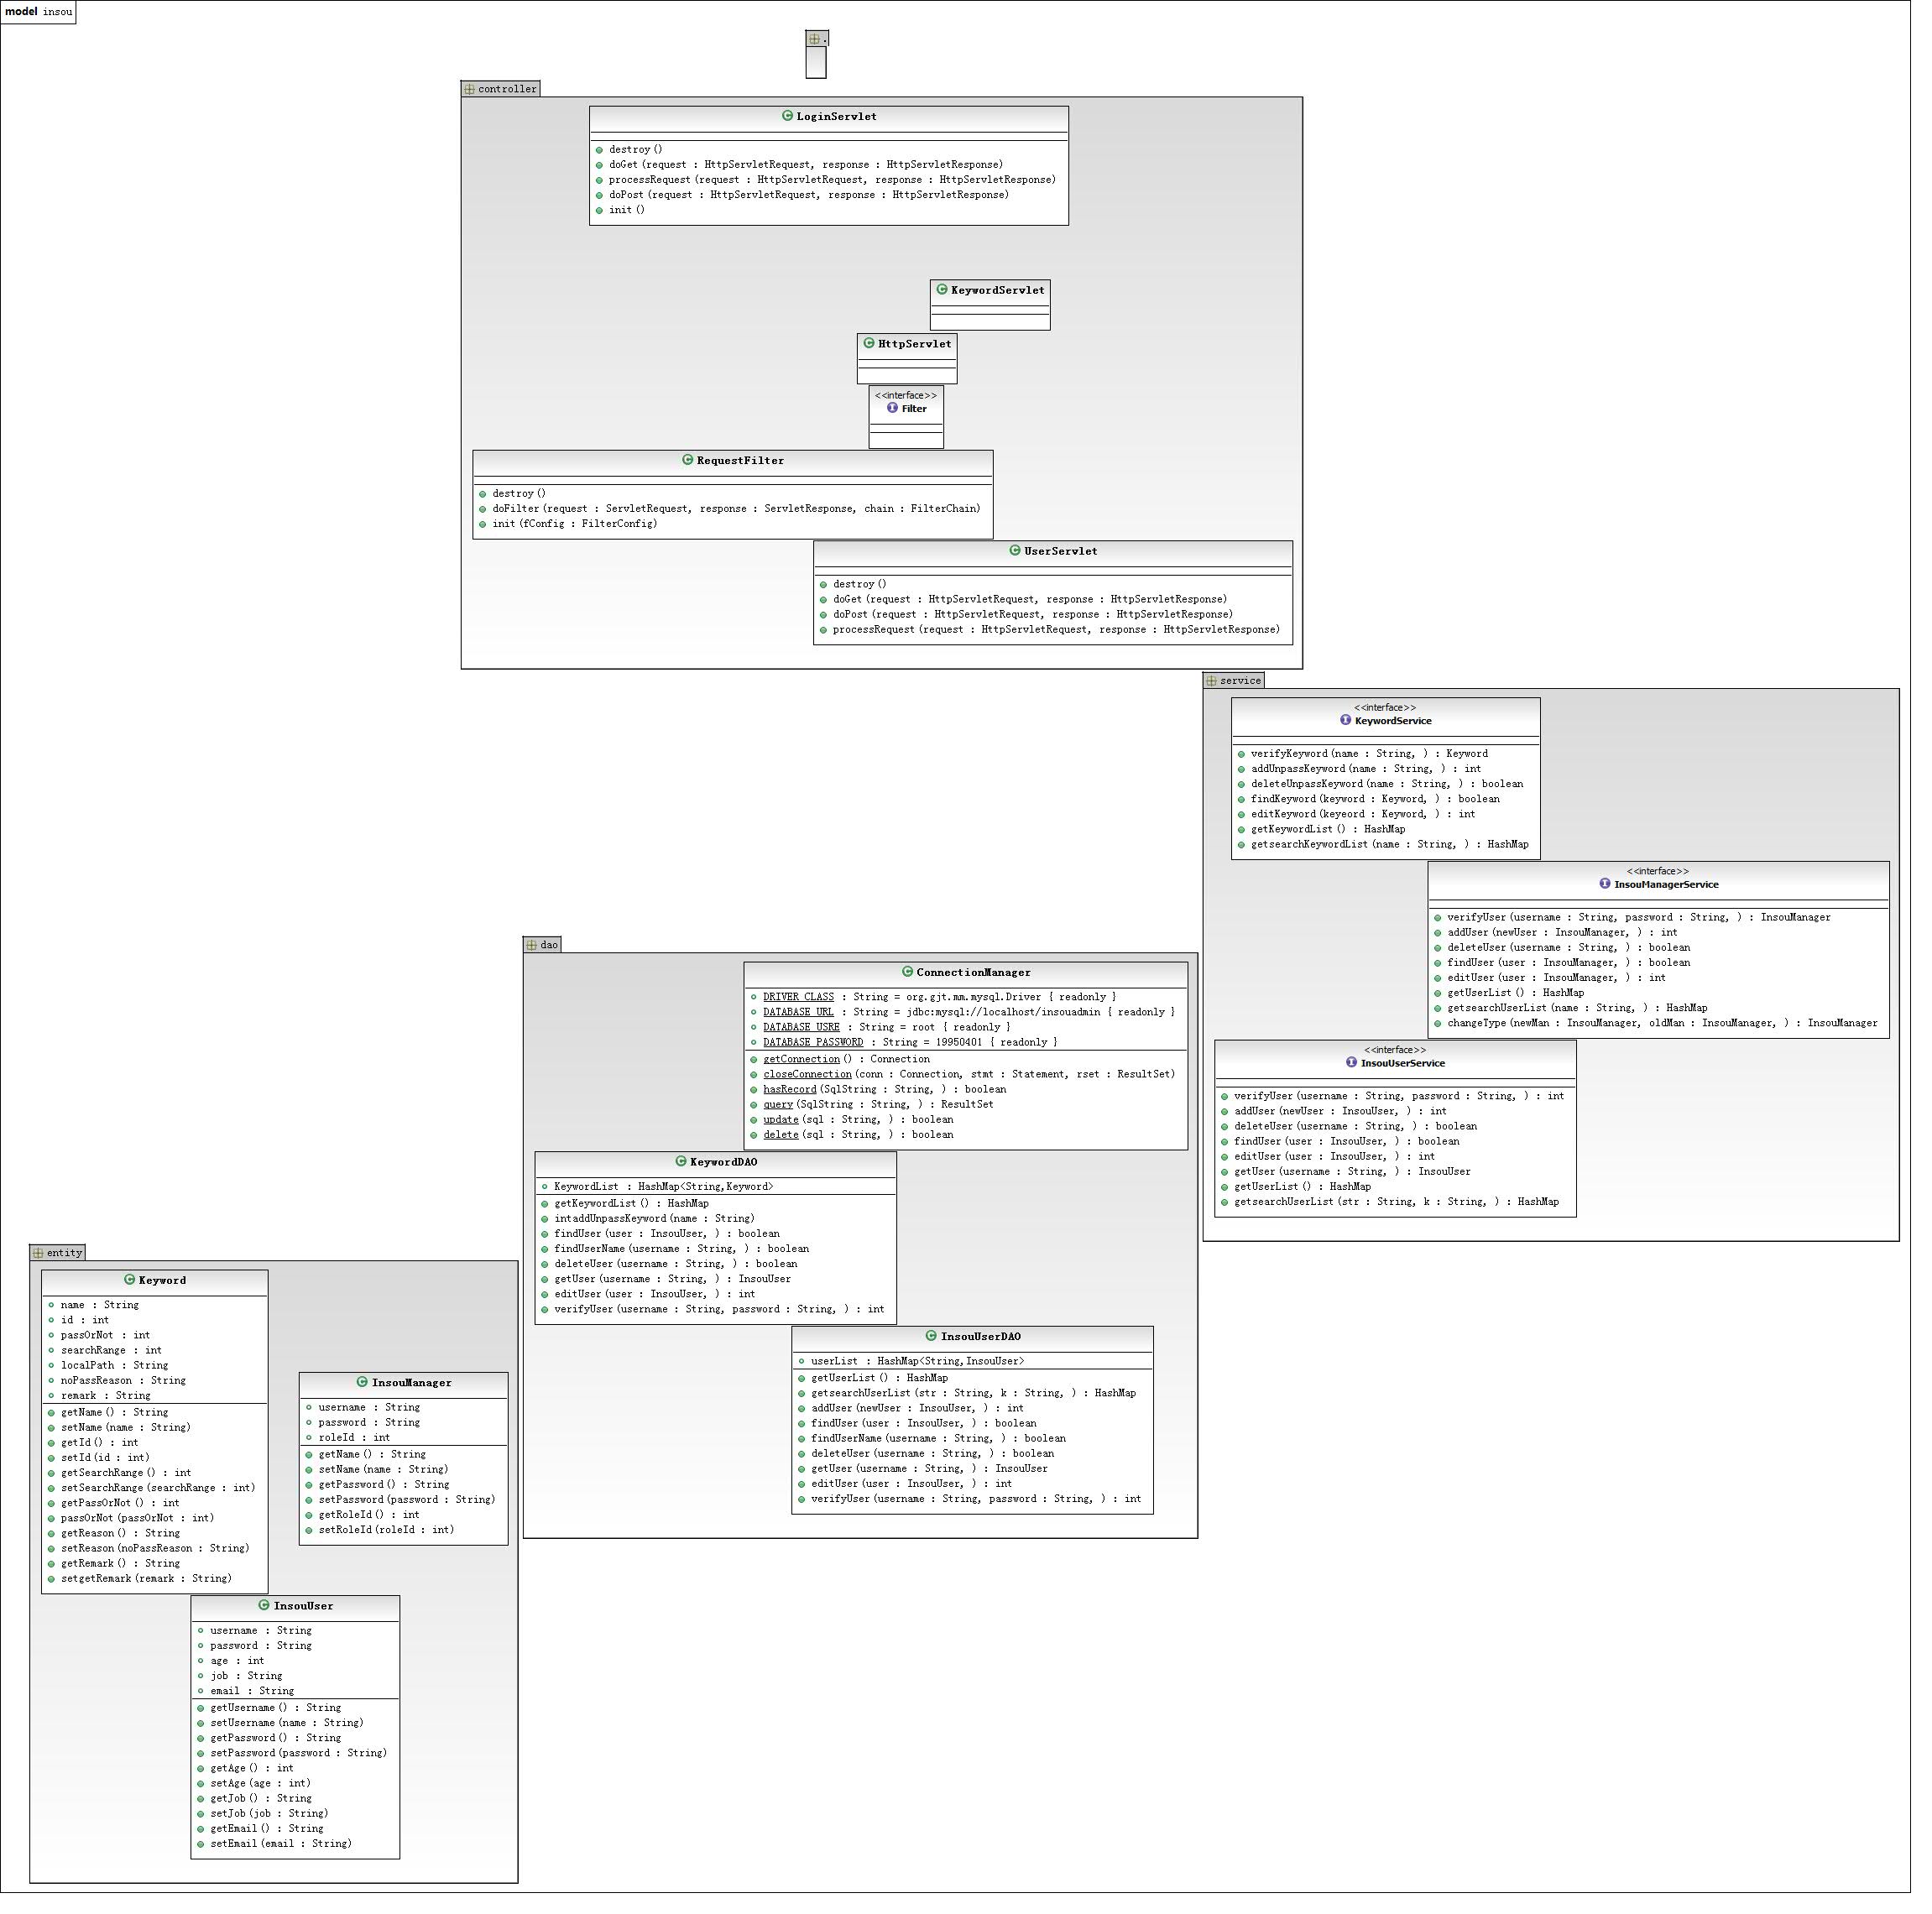 model insou
.
controller
LoginServlet
destroy()
doGet(request : HttpServletRequest, response : HttpServletResponse)
processRequest(request : HttpServletRequest, response : HttpServletResponse)
doPost(request : HttpServletRequest, response : HttpServletResponse)
init()
KeywordServlet
HttpServlet
<<interface>>
Filter
RequestFilter
destroy()
doFilter(request : ServletRequest, response : ServletResponse, chain : FilterChain)
init(fConfig : FilterConfig)
UserServlet
destroy()
doGet(request : HttpServletRequest, response : HttpServletResponse)
doPost(request : HttpServletRequest, response : HttpServletResponse)
processRequest(request : HttpServletRequest, response : HttpServletResponse)
service
<<interface>>
KeywordService
verifyKeyword(name : String, ) : Keyword
addUnpassKeyword(name : String, ) : int
deleteUnpassKeyword(name : String, ) : boolean
findKeyword(keyword : Keyword, ) : boolean
editKeyword(keyeord : Keyword, ) : int
getKeywordList() : HashMap
getsearchKeywordList(name : String, ) : HashMap
<<interface>>
InsouManagerService
verifyUser(username : String, password : String, ) : InsouManager
addUser(newUser : InsouManager, ) : int
deleteUser(username : String, ) : boolean
findUser(user : InsouManager, ) : boolean
editUser(user : InsouManager, ) : int
getUserList() : HashMap
getsearchUserList(name : String, ) : HashMap
changeType(newMan : InsouManager, oldMan : InsouManager, ) : InsouManager
<<interface>>
InsouUserService
verifyUser(username : String, password : String, ) : int
addUser(newUser : InsouUser, ) : int
deleteUser(username : String, ) : boolean
findUser(user : InsouUser, ) : boolean
editUser(user : InsouUser, ) : int
getUser(username : String, ) : InsouUser
getUserList() : HashMap
getsearchUserList(str : String, k : String, ) : HashMap
dao
ConnectionManager
DRIVER_CLASS : String = org.gjt.mm.mysql.Driver { readonly }
DATABASE_URL : String = jdbc:mysql://localhost/insouadmin { readonly }
DATABASE_USRE : String = root { readonly }
DATABASE_PASSWORD : String = 19950401 { readonly }
getConnection() : Connection
closeConnection(conn : Connection, stmt : Statement, rset : ResultSet)
hasRecord(SqlString : String, ) : boolean
query(SqlString : String, ) : ResultSet
update(sql : String, ) : boolean
delete(sql : String, ) : boolean
KeywordDAO
KeywordList : HashMap<String,Keyword>
getKeywordList() : HashMap
intaddUnpassKeyword(name : String)
findUser(user : InsouUser, ) : boolean
findUserName(username : String, ) : boolean
deleteUser(username : String, ) : boolean
getUser(username : String, ) : InsouUser
editUser(user : InsouUser, ) : int
verifyUser(username : String, password : String, ) : int
InsouUserDAO
userList : HashMap<String,InsouUser>
getUserList() : HashMap
getsearchUserList(str : String, k : String, ) : HashMap
addUser(newUser : InsouUser, ) : int
findUser(user : InsouUser, ) : boolean
findUserName(username : String, ) : boolean
deleteUser(username : String, ) : boolean
getUser(username : String, ) : InsouUser
editUser(user : InsouUser, ) : int
verifyUser(username : String, password : String, ) : int
entity
Keyword
name : String
id : int
passOrNot : int
searchRange : int
localPath : String
noPassReason : String
remark : String
getName() : String
setName(name : String)
getId() : int
setId(id : int)
getSearchRange() : int
setSearchRange(searchRange : int)
getPassOrNot() : int
passOrNot(passOrNot : int)
getReason() : String
setReason(noPassReason : String)
getRemark() : String
setgetRemark(remark : String)
InsouManager
username : String
password : String
roleId : int
getName() : String
setName(name : String)
getPassword() : String
setPassword(password : String)
getRoleId() : int
setRoleId(roleId : int)
InsouUser
username : String
password : String
age : int
job : String
email : String
getUsername() : String
setUsername(name : String)
getPassword() : String
setPassword(password : String)
getAge() : int
setAge(age : int)
getJob() : String
setJob(job : String)
getEmail() : String
setEmail(email : String)